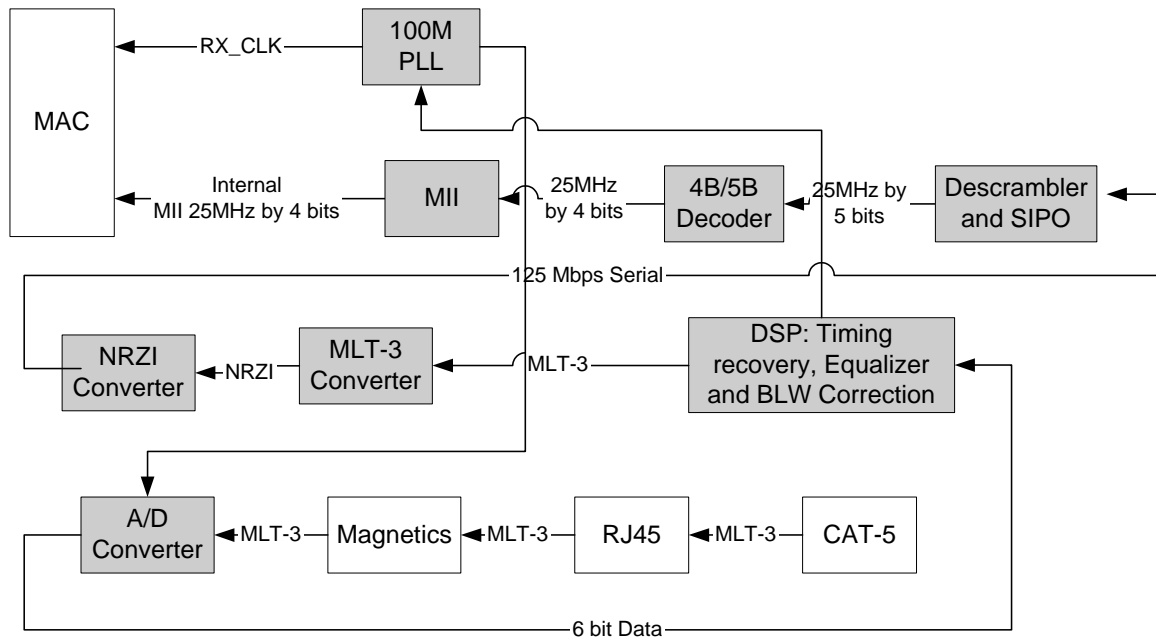 100M
PLL
RX_CLK
MAC
Internal
MII 25MHz by 4 bits
MII
25MHz
by 4 bits
4B/5B
Decoder
25MHz by
5 bits
Descrambler
and SIPO
125 Mbps Serial
NRZI
Converter
NRZI
MLT-3
Converter
MLT-3
DSP: Timing
recovery, Equalizer
and BLW Correction
A/D
Converter
MLT-3
Magnetics
MLT-3
RJ45
MLT-3
CAT-5
6 bit Data